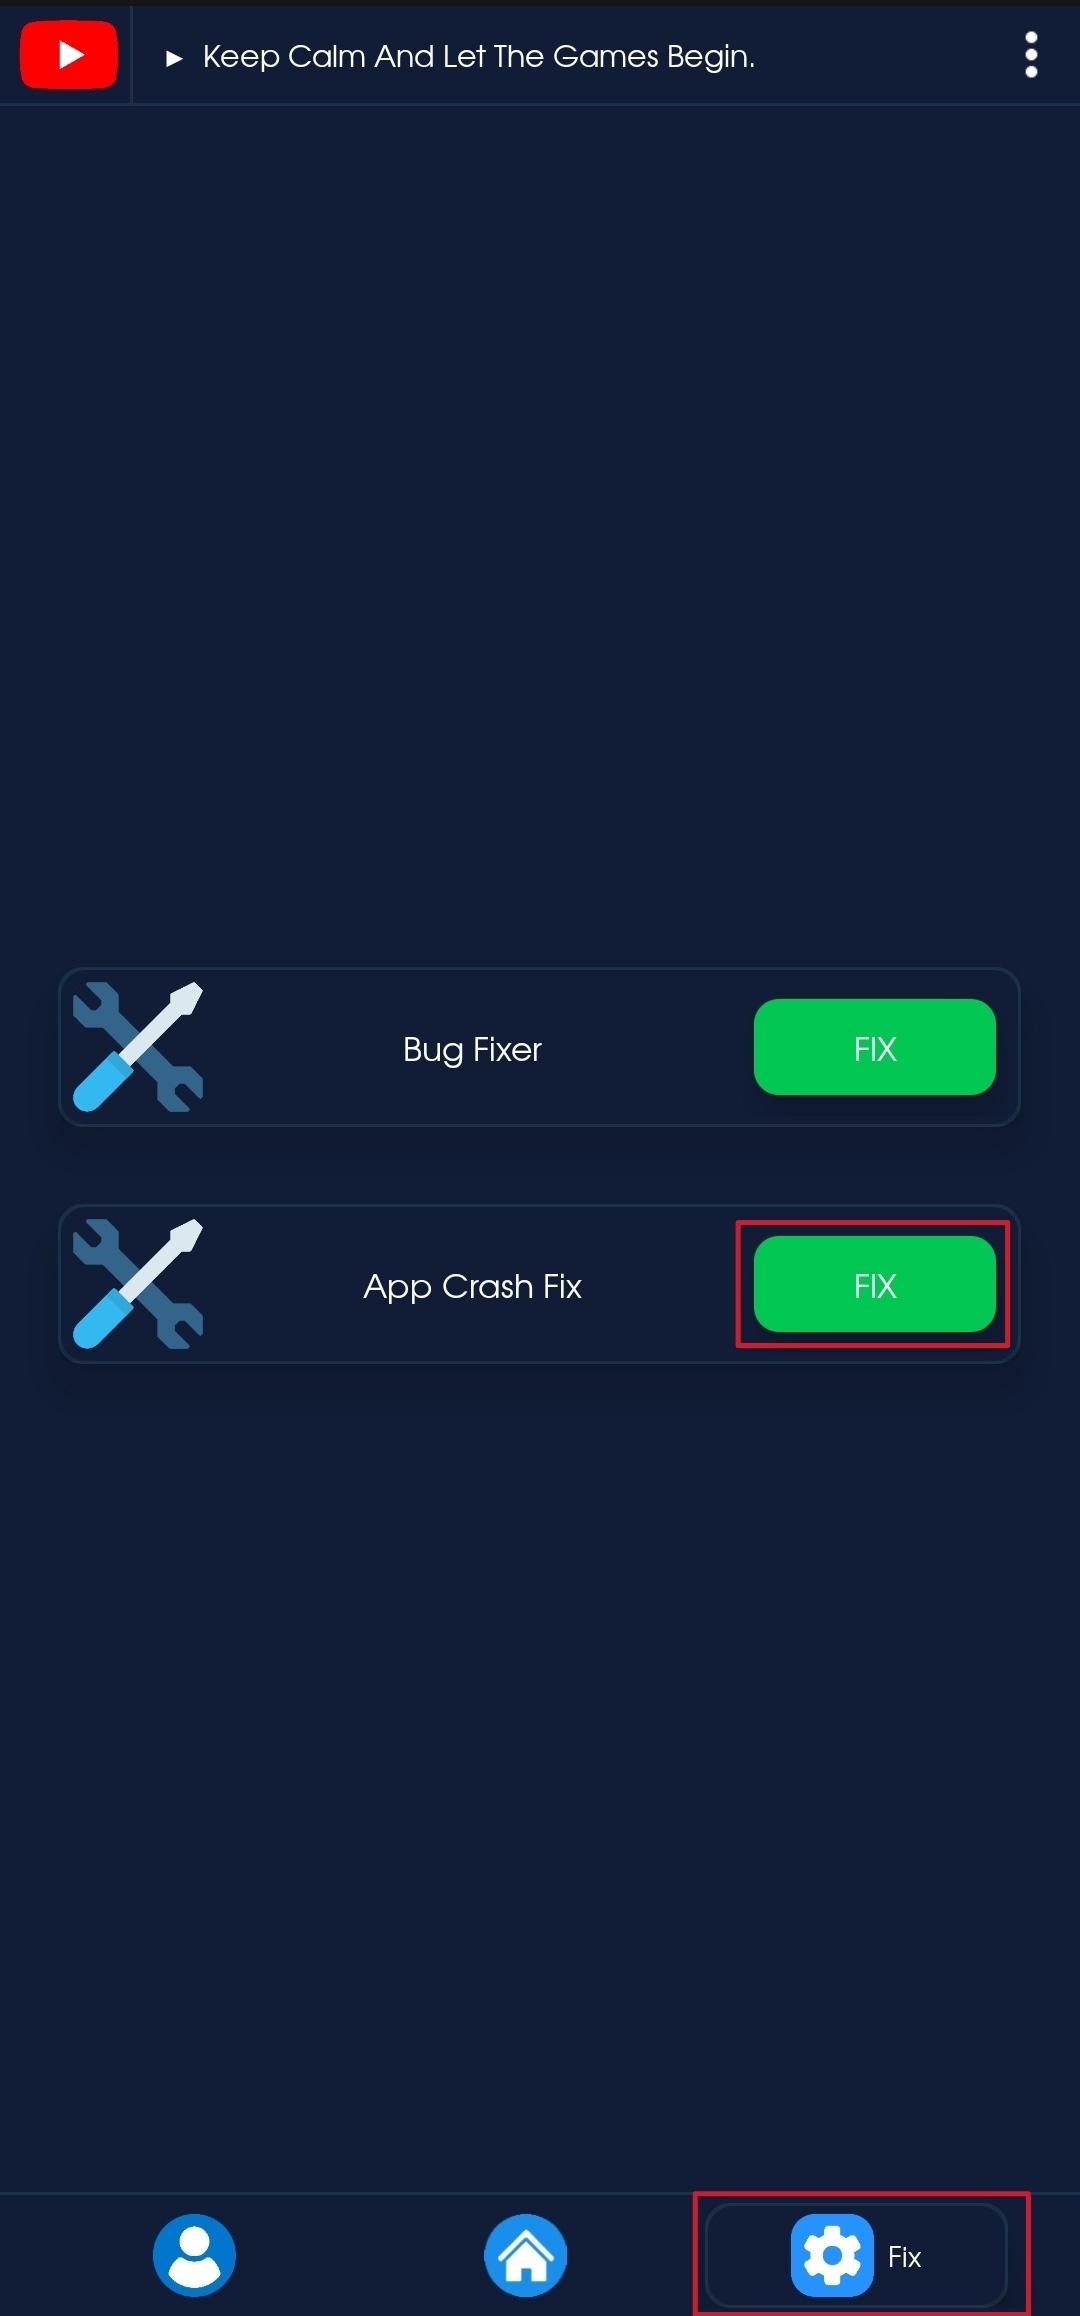 ► Keep Calm And Let The Games Begin.
Bug Fixer
FIX
App Crash Fix
FIX
Fix